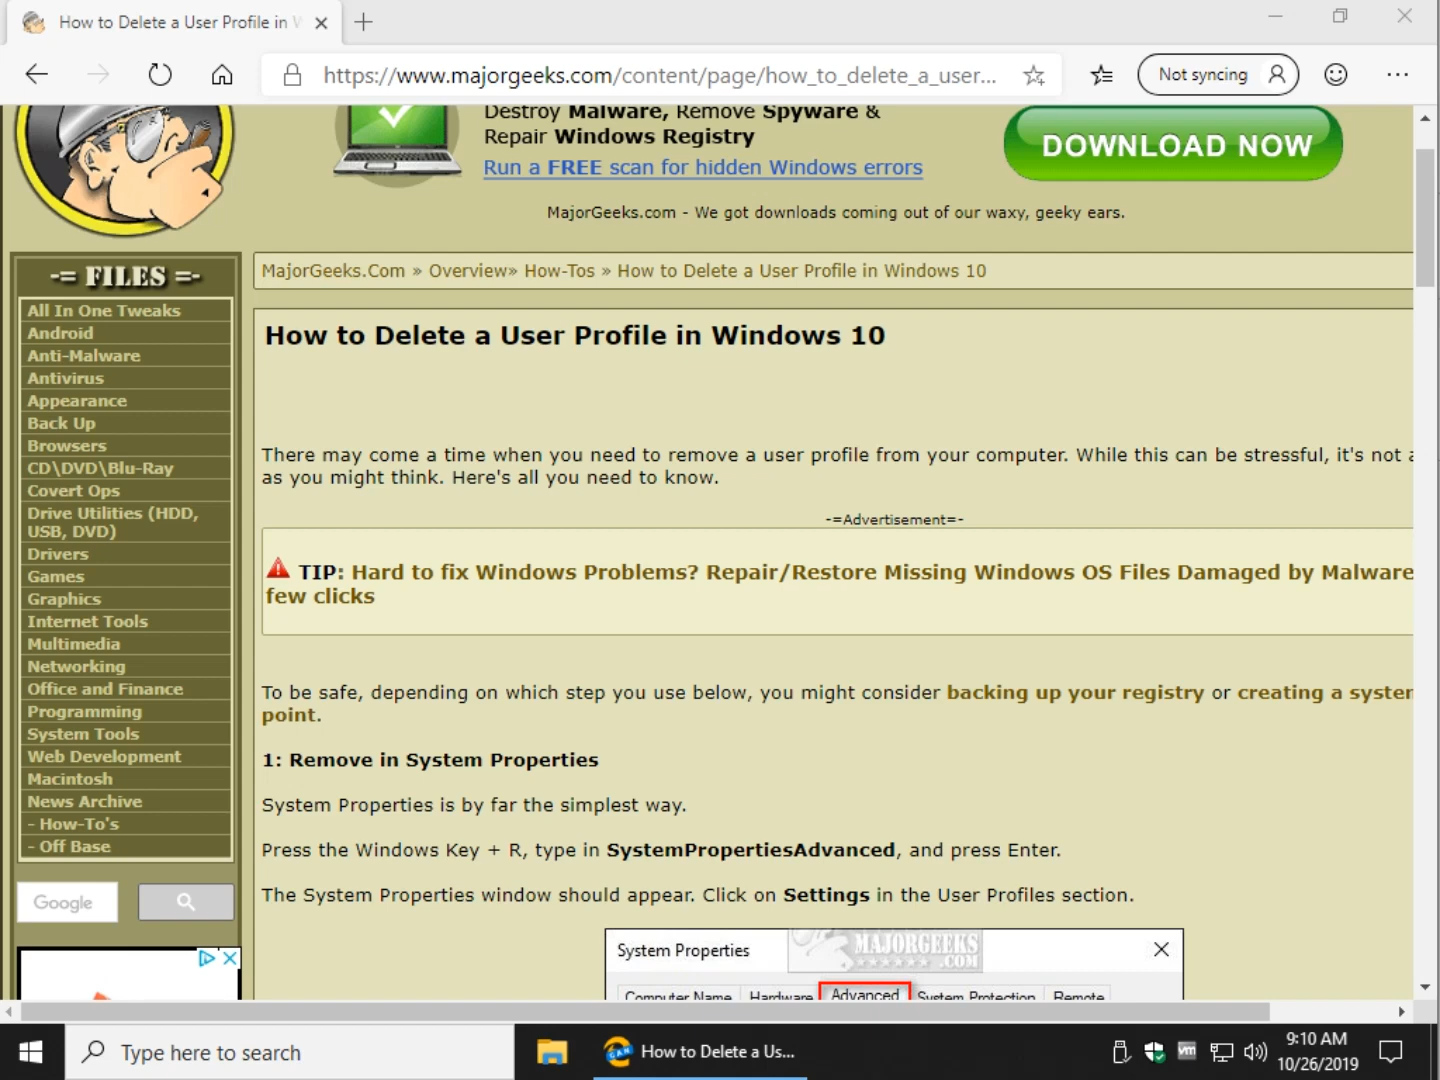 How to Delete a User Profile in W
https://www.majorgeeks.com/content/page/how_to_delete_a_user...
Not syncing
Destroy Malware, Remove Spyware &
Repair Windows Registry
Run a FREE scan for hidden Windows errors
DOWNLOAD NOW
MajorGeeks.com - We got downloads coming out of our waxy, geeky ears.
-= FILES =-
All In One Tweaks
Android
Anti-Malware
Antivirus
Appearance
Back Up
Browsers
CD\DVD\Blu-Ray
Covert Ops
Drive Utilities (HDD,
USB, DVD)
Drivers
Games
Graphics
Internet Tools
Multimedia
Networking
Office and Finance
Programming
System Tools
Web Development
Macintosh
News Archive
- How-To's
- Off Base
Google
MajorGeeks.Com » Overview» How-Tos » How to Delete a User Profile in Windows 10
How to Delete a User Profile in Windows 10
There may come a time when you need to remove a user profile from your computer. While this can be stressful, it's not a
as you might think. Here's all you need to know.
-=Advertisement=-
TIP: Hard to fix Windows Problems? Repair/Restore Missing Windows OS Files Damaged by Malware
few clicks
To be safe, depending on which step you use below, you might consider backing up your registry or creating a system
point.
1: Remove in System Properties
System Properties is by far the simplest way.
Press the Windows Key + R, type in SystemPropertiesAdvanced, and press Enter.
The System Properties window should appear. Click on Settings in the User Profiles section.
System Properties
MAJORGEEKS
.COM
Computer Name Hardware Advanced System Protection Remote
Type here to search
How to Delete a Us...
vm
9:10 AM
10/26/2019